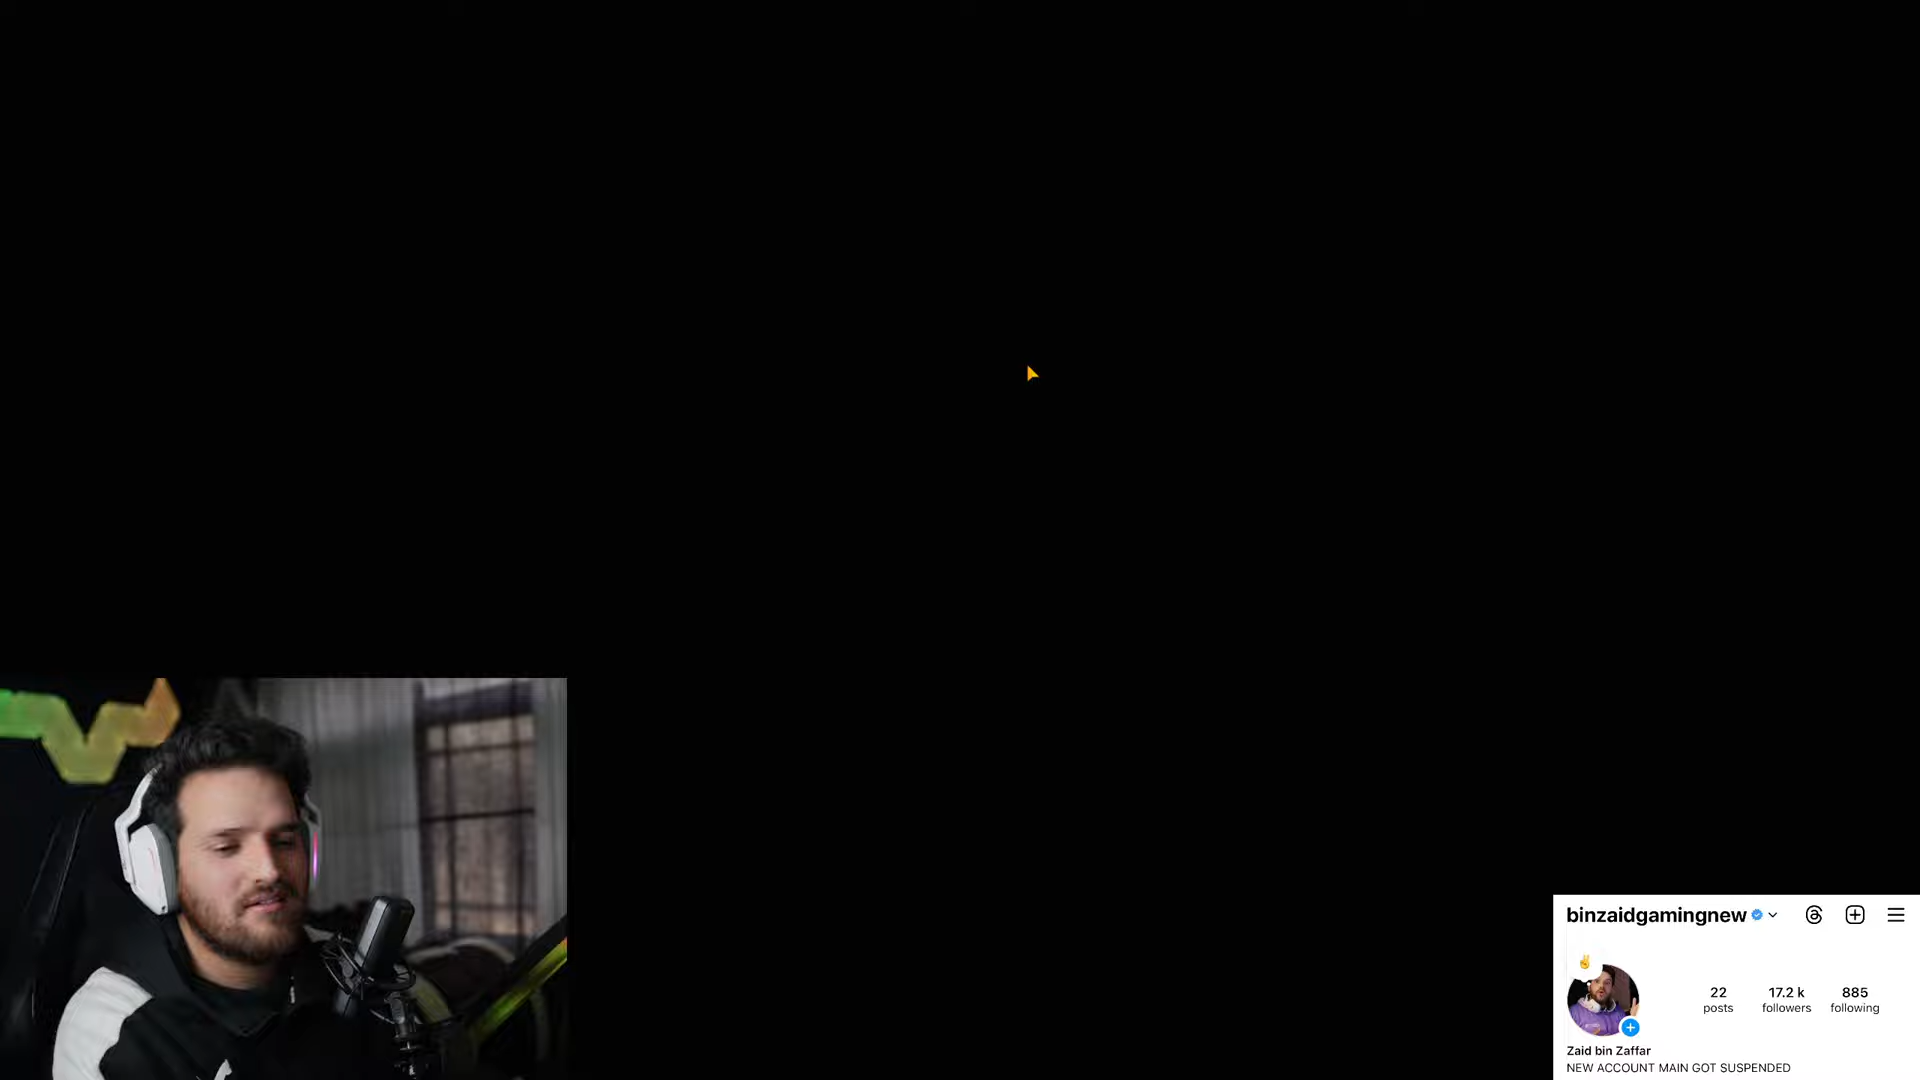 binzaidgamingnew
22 17.2 k 885
posts followers following
Zaid bin Zaffar
NEW ACCOUNT MAIN GOT SUSPENDED